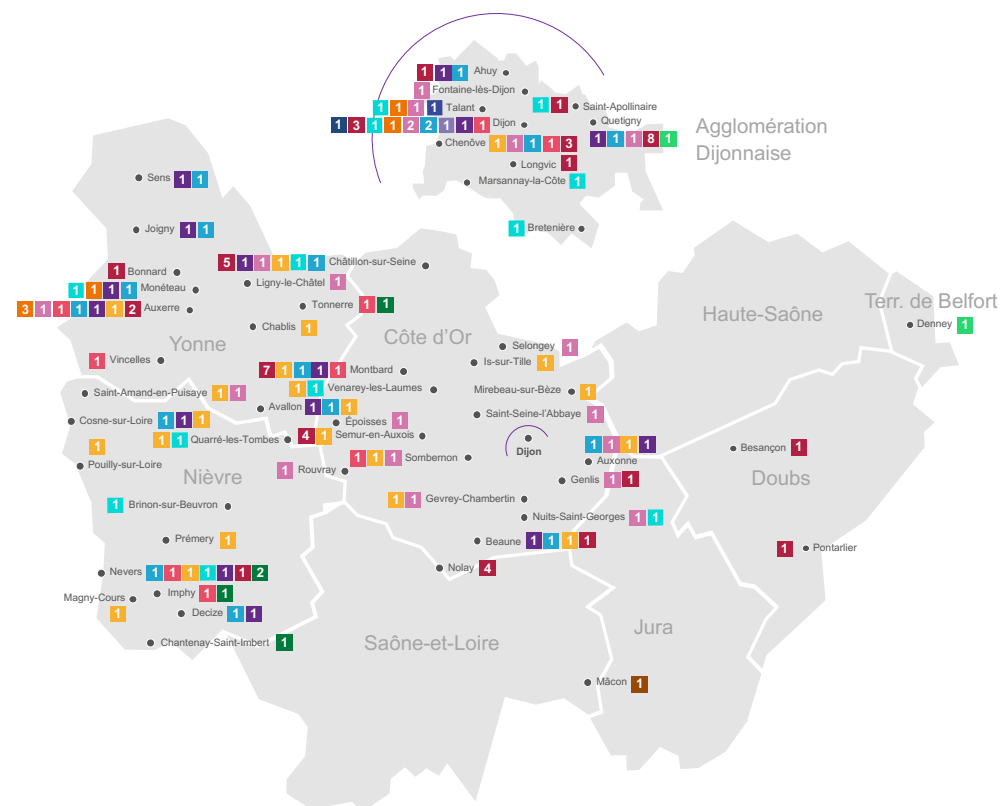 1 1 1 Ahuy
1 Fontaine-lès-Dijon
1 1 Saint-Apollinaire
1 1 1 1 Talant
Quetigny
1 3 1 1 2 2 1 1 1 Dijon
1 1 1 8 1
Agglomération
Dijonnaise
Chenôve 1 1 1 1 3
Longvic 1
Marsannay-la-Côte 1
Sens 1 1
1 Bretenière
Joigny 1 1
5 1 1 1 1 1 Châtillon-sur-Seine
1 Bonnard
Ligny-le-Châtel 1
1 1 1 1 Monéteau
Terr. de Belfort
3 1 1 1 1 1 2 Auxerre
Tonnerre 1 1
Haute-Saône
Denney 1
Chablis 1
Côte d’Or
Yonne
Selongey 1
1 Vincelles
Is-sur-Tille 1
7 1 1 1 1 Montbard
1 1 Venarey-les-Laumes
Mirebeau-sur-Bèze 1
Saint-Amand-en-Puisaye 1 1
Avallon 1 1 1
Saint-Seine-l’Abbaye 1
Cosne-sur-Loire 1 1 1
Époisses 1
1 1 Quarré-les-Tombes
4 1 Semur-en-Auxois
1 1 1 1
1
Dijon
Besançon 1
Pouilly-sur-Loire
1 Rouvray
1 1 1 Sombernon
Auxonne
Nièvre
Genlis 1 1
Doubs
1 Brinon-sur-Beuvron
1 1 Gevrey-Chambertin
Nuits-Saint-Georges 1 1
Prémery 1
Beaune 1 1 1 1
1 Pontarlier
Nevers 1 1 1 1 1 1 2
Nolay 4
Magny-Cours
Imphy 1 1
1
Decize 1 1
Chantenay-Saint-Imbert 1
Saône-et-Loire
Jura
Mâcon 1